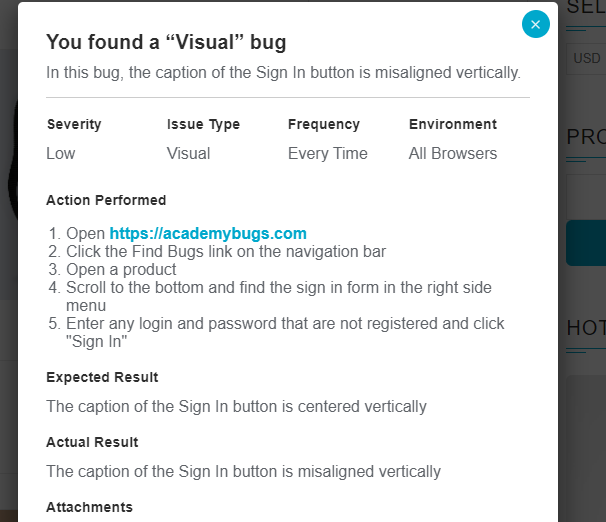 You found a “Visual” bug
In this bug, the caption of the Sign In button is misaligned vertically.
Severity Issue Type Frequency Environment
Low Visual Every Time All Browsers
Action Performed
1. Open https://academybugs.com
2. Click the Find Bugs link on the navigation bar
3. Open a product
4. Scroll to the bottom and find the sign in form in the right side
menu
5. Enter any login and password that are not registered and click
"Sign In"
Expected Result
The caption of the Sign In button is centered vertically
Actual Result
The caption of the Sign In button is misaligned vertically
Attachments
SEL
USD
PRO
HOT